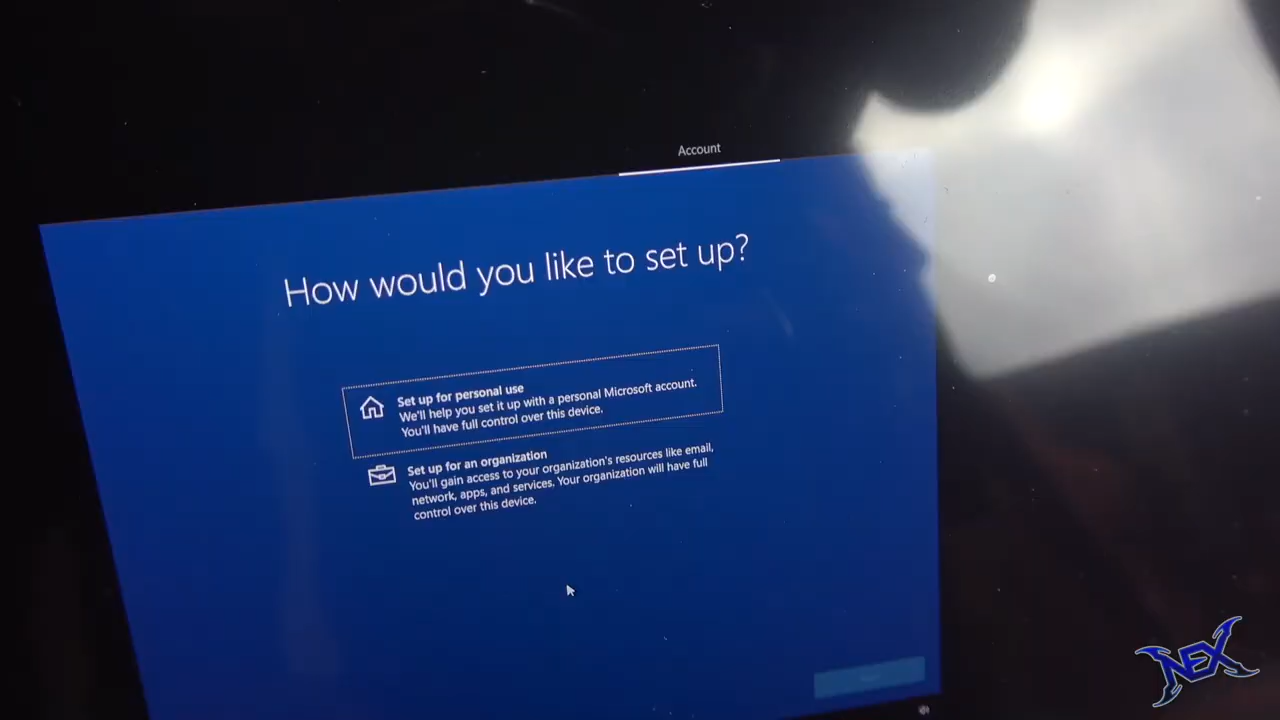 Account
How would you like to set up?
Set up for personal use
We'll help you set it up with a personal Microsoft account.
You'll have full control over this device.
Set up for an organization
You'll gain access to your organization's resources like email,
network, apps, and services. Your organization will have full
control over this device.
NEX